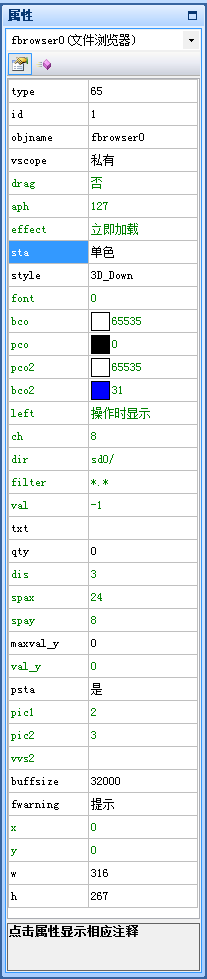 属性
fbrowser0(文件浏览器)
type 65
id 1
objname fbrowser0
vscope 私有
drag 否
aph 127
effect 立即加载
sta 单色
style 3D_Down
font 0
bco 65535
pco 0
pco2 65535
bco2 31
left 操作时显示
ch 8
dir sd0/
filter *.*
val -1
txt
qty 0
dis 3
spax 24
spay 8
maxval_y 0
val_y 0
psta 是
pic1 2
pic2 3
vvs2
buffsize 32000
fwarning 提示
x 0
y 0
w 316
h 267
点击属性显示相应注释